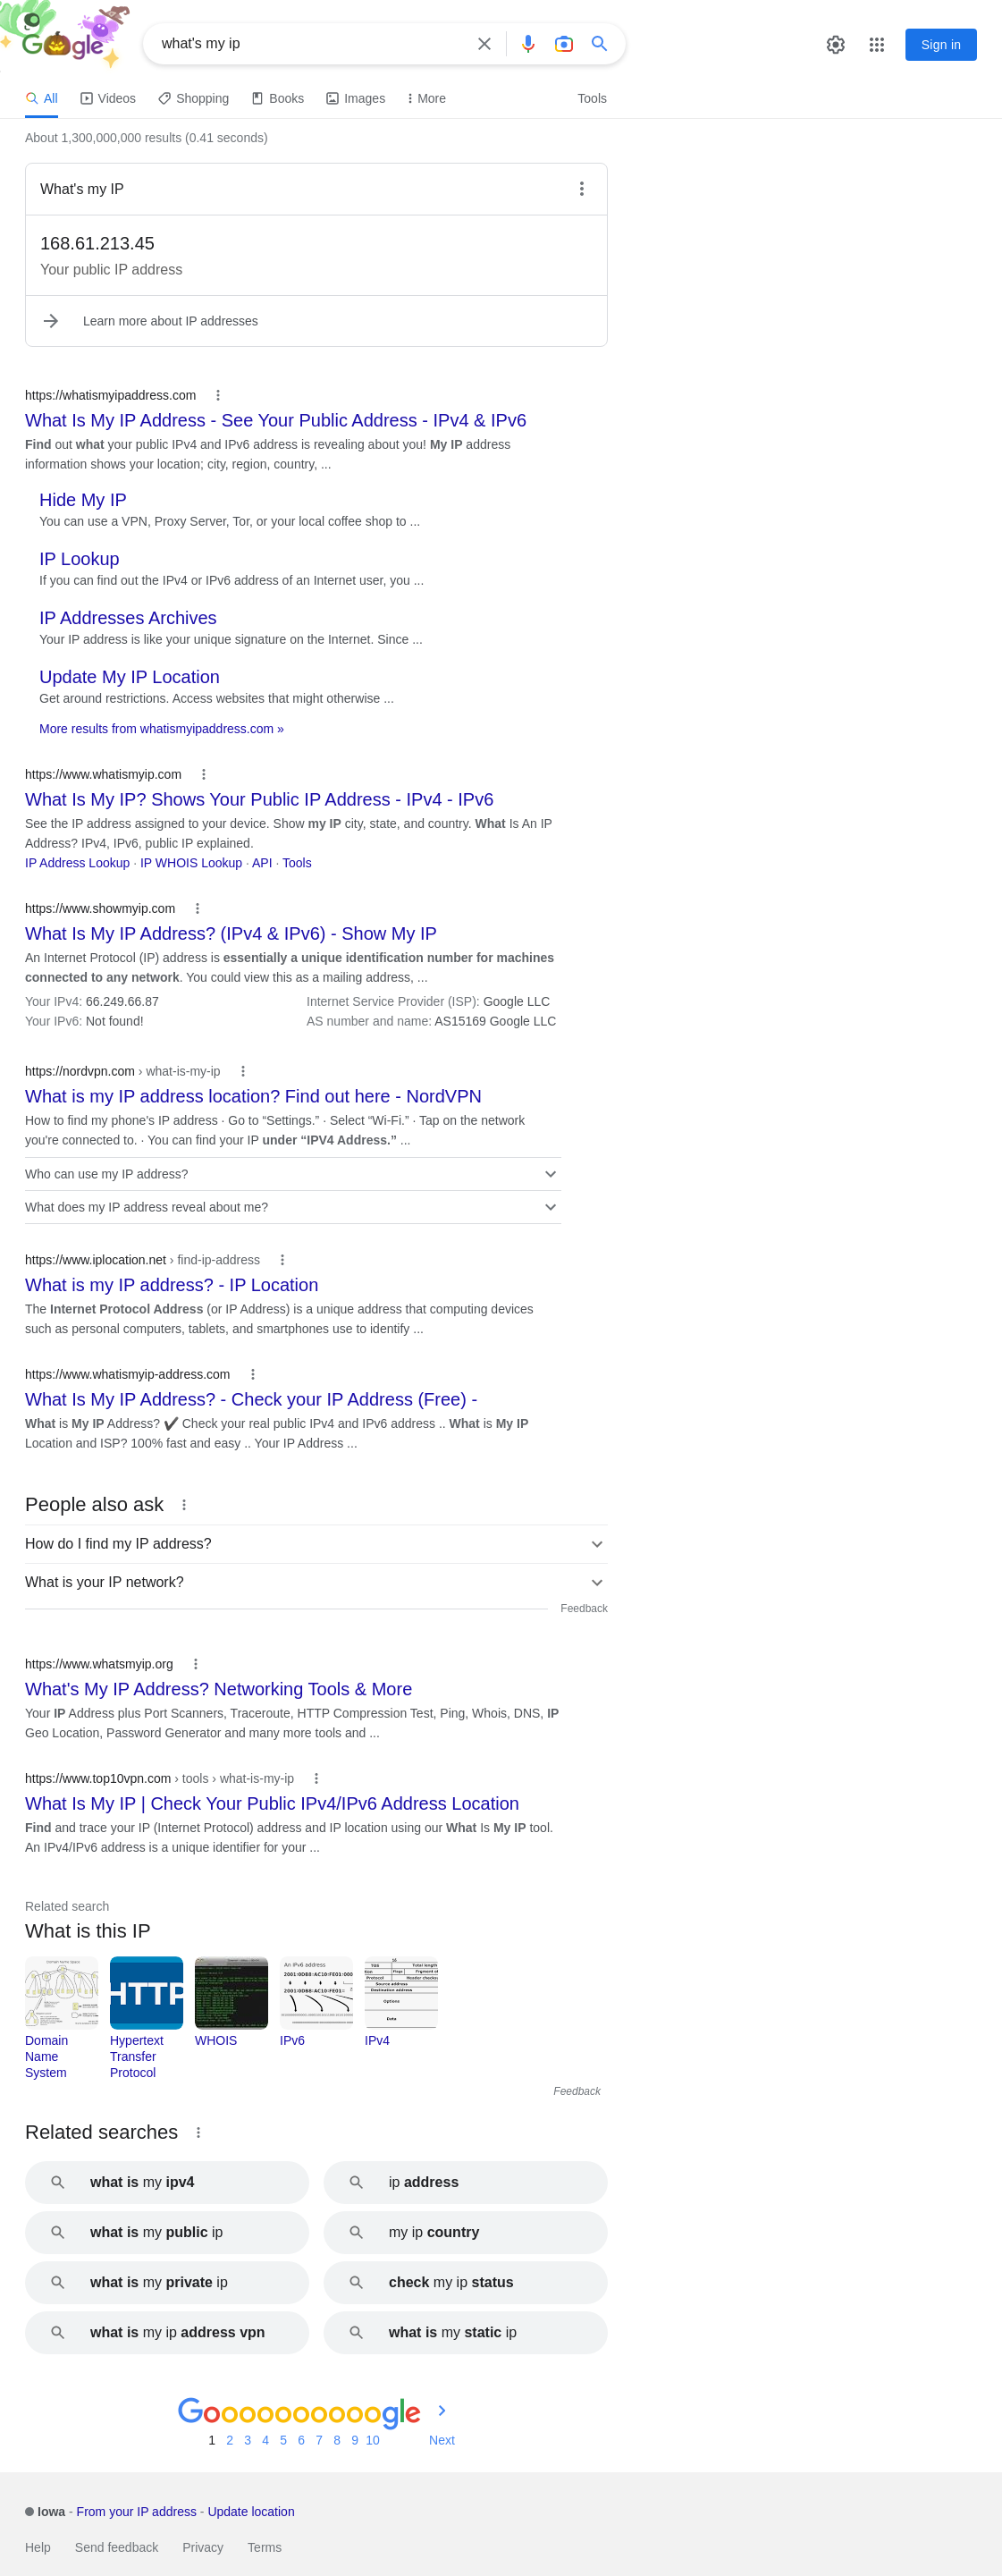 Google
what's my ip
Sign in
All Videos Shopping Books Images More Tools
About 1,300,000,000 results (0.41 seconds)
What's my IP
168.61.213.45
Your public IP address
Learn more about IP addresses
https://whatismyipaddress.com
What Is My IP Address - See Your Public Address - IPv4 & IPv6
Find out what your public IPv4 and IPv6 address is revealing about you! My IP address
information shows your location; city, region, country, ...
Hide My IP
You can use a VPN, Proxy Server, Tor, or your local coffee shop to ...
IP Lookup
If you can find out the IPv4 or IPv6 address of an Internet user, you ...
IP Addresses Archives
Your IP address is like your unique signature on the Internet. Since ...
Update My IP Location
Get around restrictions. Access websites that might otherwise ...
More results from whatismyipaddress.com »
https://www.whatismyip.com
What Is My IP? Shows Your Public IP Address - IPv4 - IPv6
See the IP address assigned to your device. Show my IP city, state, and country. What Is An IP
Address? IPv4, IPv6, public IP explained.
IP Address Lookup · IP WHOIS Lookup · API · Tools
https://www.showmyip.com
What Is My IP Address? (IPv4 & IPv6) - Show My IP
An Internet Protocol (IP) address is essentially a unique identification number for machines
connected to any network. You could view this as a mailing address, ...
Your IPv4: 66.249.66.87 Internet Service Provider (ISP): Google LLC
Your IPv6: Not found! AS number and name: AS15169 Google LLC
https://nordvpn.com › what-is-my-ip
What is my IP address location? Find out here - NordVPN
How to find my phone's IP address · Go to “Settings.” · Select “Wi-Fi.” · Tap on the network
you're connected to. · You can find your IP under “IPV4 Address.” ...
Who can use my IP address?
What does my IP address reveal about me?
https://www.iplocation.net › find-ip-address
What is my IP address? - IP Location
The Internet Protocol Address (or IP Address) is a unique address that computing devices
such as personal computers, tablets, and smartphones use to identify ...
https://www.whatismyip-address.com
What Is My IP Address? - Check your IP Address (Free) -
What is My IP Address? ✔ Check your real public IPv4 and IPv6 address .. What is My IP
Location and ISP? 100% fast and easy .. Your IP Address ...
People also ask
How do I find my IP address?
What is your IP network?
Feedback
https://www.whatsmyip.org
What's My IP Address? Networking Tools & More
Your IP Address plus Port Scanners, Traceroute, HTTP Compression Test, Ping, Whois, DNS, IP
Geo Location, Password Generator and many more tools and ...
https://www.top10vpn.com › tools › what-is-my-ip
What Is My IP | Check Your Public IPv4/IPv6 Address Location
Find and trace your IP (Internet Protocol) address and IP location using our What Is My IP tool.
An IPv4/IPv6 address is a unique identifier for your ...
Related search
What is this IP
Domain Name Space
HTTP
An IPv6 address
Total length
Protocol
Source address
Destination address
Options
Data
Domain Name System
Hypertext Transfer Protocol
WHOIS
IPv6
IPv4
Feedback
Related searches
what is my ipv4
ip address
what is my public ip
my ip country
what is my private ip
check my ip status
what is my ip address vpn
what is my static ip
Goooooooooogle
1 2 3 4 5 6 7 8 9 10 Next
Iowa - From your IP address - Update location
Help Send feedback Privacy Terms